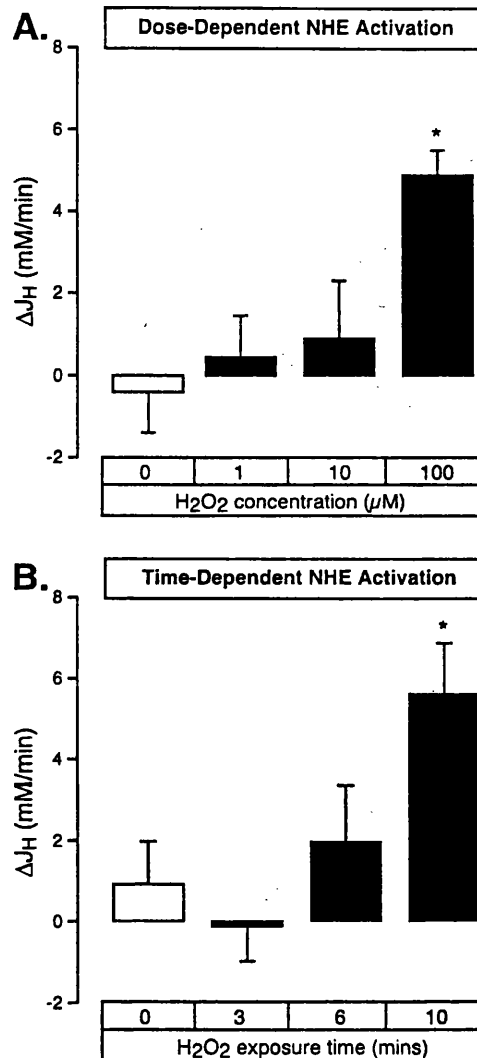 A.
Dose-Dependent NHE Activation
8
6
4
2
0
-2
ΔJH (mM/min)
*
0 1 10 100
H2O2 concentration (µM)
B.
Time-Dependent NHE Activation
8
6
4
2
0
-2
ΔJH (mM/min)
*
0 3 6 10
H2O2 exposure time (mins)